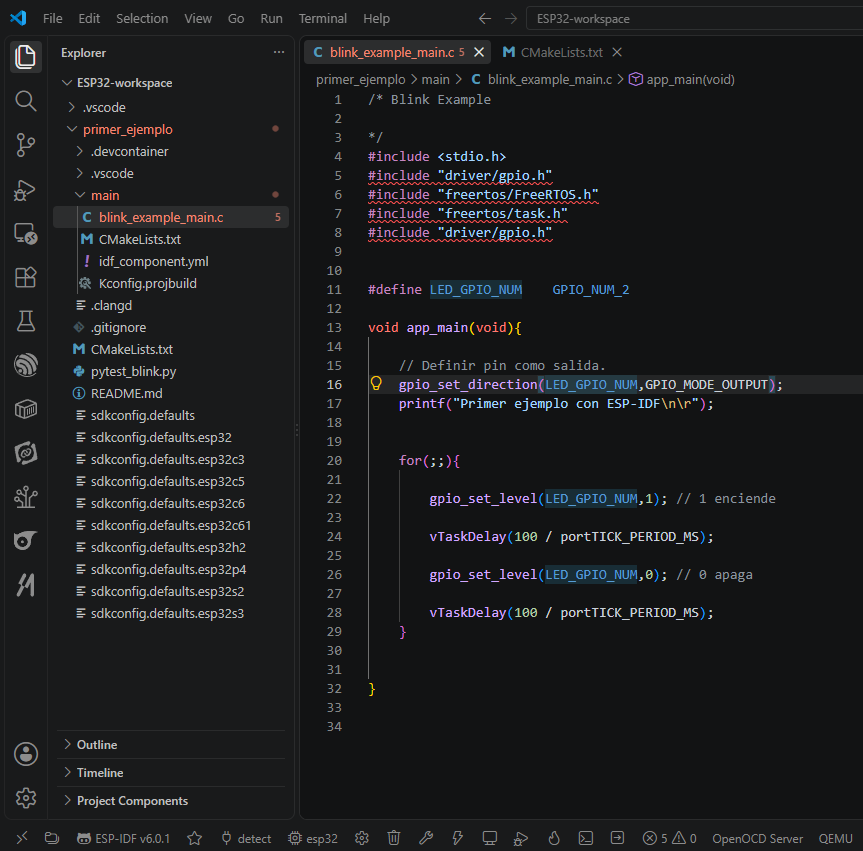 File Edit Selection View Go Run Terminal Help ESP32-workspace
Explorer
ESP32-workspace
.vscode
primer_ejemplo
.devcontainer
.vscode
main
C blink_example_main.c 5
M CMakeLists.txt
! idf_component.yml
Kconfig.projbuild
.clangd
.gitignore
M CMakeLists.txt
pytest_blink.py
README.md
sdkconfig.defaults
sdkconfig.defaults.esp32
sdkconfig.defaults.esp32c3
sdkconfig.defaults.esp32c5
sdkconfig.defaults.esp32c6
sdkconfig.defaults.esp32c61
sdkconfig.defaults.esp32h2
sdkconfig.defaults.esp32p4
sdkconfig.defaults.esp32s2
sdkconfig.defaults.esp32s3
Outline
Timeline
Project Components
C blink_example_main.c 5 M CMakeLists.txt
primer_ejemplo > main > C blink_example_main.c > app_main(void)
1 /* Blink Example
2
3 */
4 #include <stdio.h>
5 #include "driver/gpio.h"
6 #include "freertos/FreeRTOS.h"
7 #include "freertos/task.h"
8 #include "driver/gpio.h"
9
10
11 #define LED_GPIO_NUM GPIO_NUM_2
12
13 void app_main(void){
14
15 // Definir pin como salida.
16 gpio_set_direction(LED_GPIO_NUM,GPIO_MODE_OUTPUT);
17 printf("Primer ejemplo con ESP-IDF\n\r");
18
19
20 for(;;){
21
22 gpio_set_level(LED_GPIO_NUM,1); // 1 enciende
23
24 vTaskDelay(100 / portTICK_PERIOD_MS);
25
26 gpio_set_level(LED_GPIO_NUM,0); // 0 apaga
27
28 vTaskDelay(100 / portTICK_PERIOD_MS);
29 }
30
31
32 }
33
34
ESP-IDF v6.0.1 detect esp32 5 0 OpenOCD Server QEMU